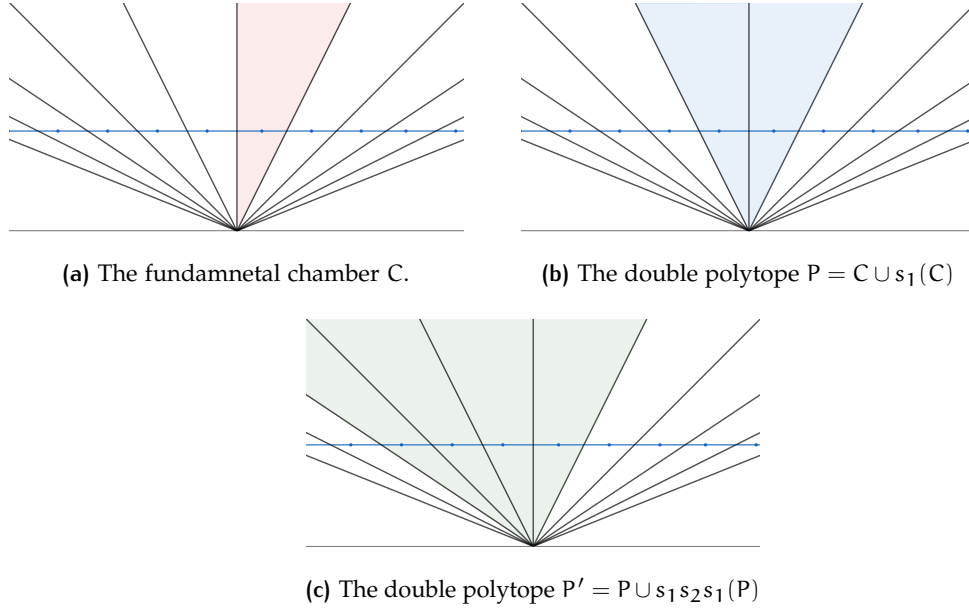 (a) The fundamnetal chamber C.
(b) The double polytope P = C ∪ s₁(C)
(c) The double polytope P′ = P ∪ s₁s₂s₁(P)